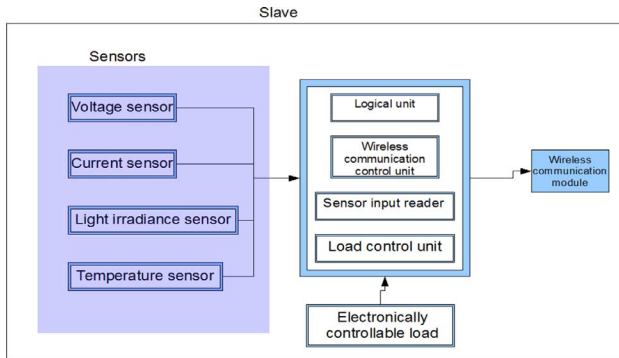 Slave
Sensors
Voltage sensor
Current sensor
Light irradiance sensor
Temperature sensor
Logical unit
Wireless
communication
control unit
Sensor input reader
Load control unit
Electronically
controllable load
Wireless
communication
module